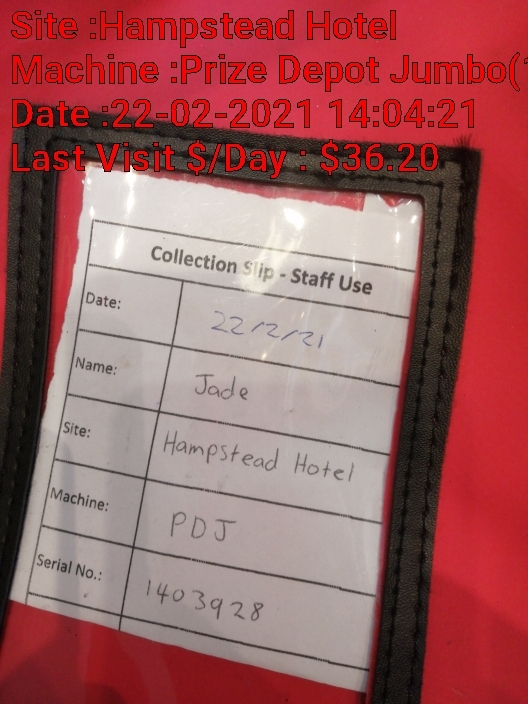 Site :Hampstead Hotel
Machine :Prize Depot Jumbo(
Date :22-02-2021 14:04:21
Last Visit $/Day : $36.20
Collection Slip - Staff Use
Date: 22/2/21
Name: Jade
Site: Hampstead Hotel
Machine: PDJ
Serial No.: 1403928